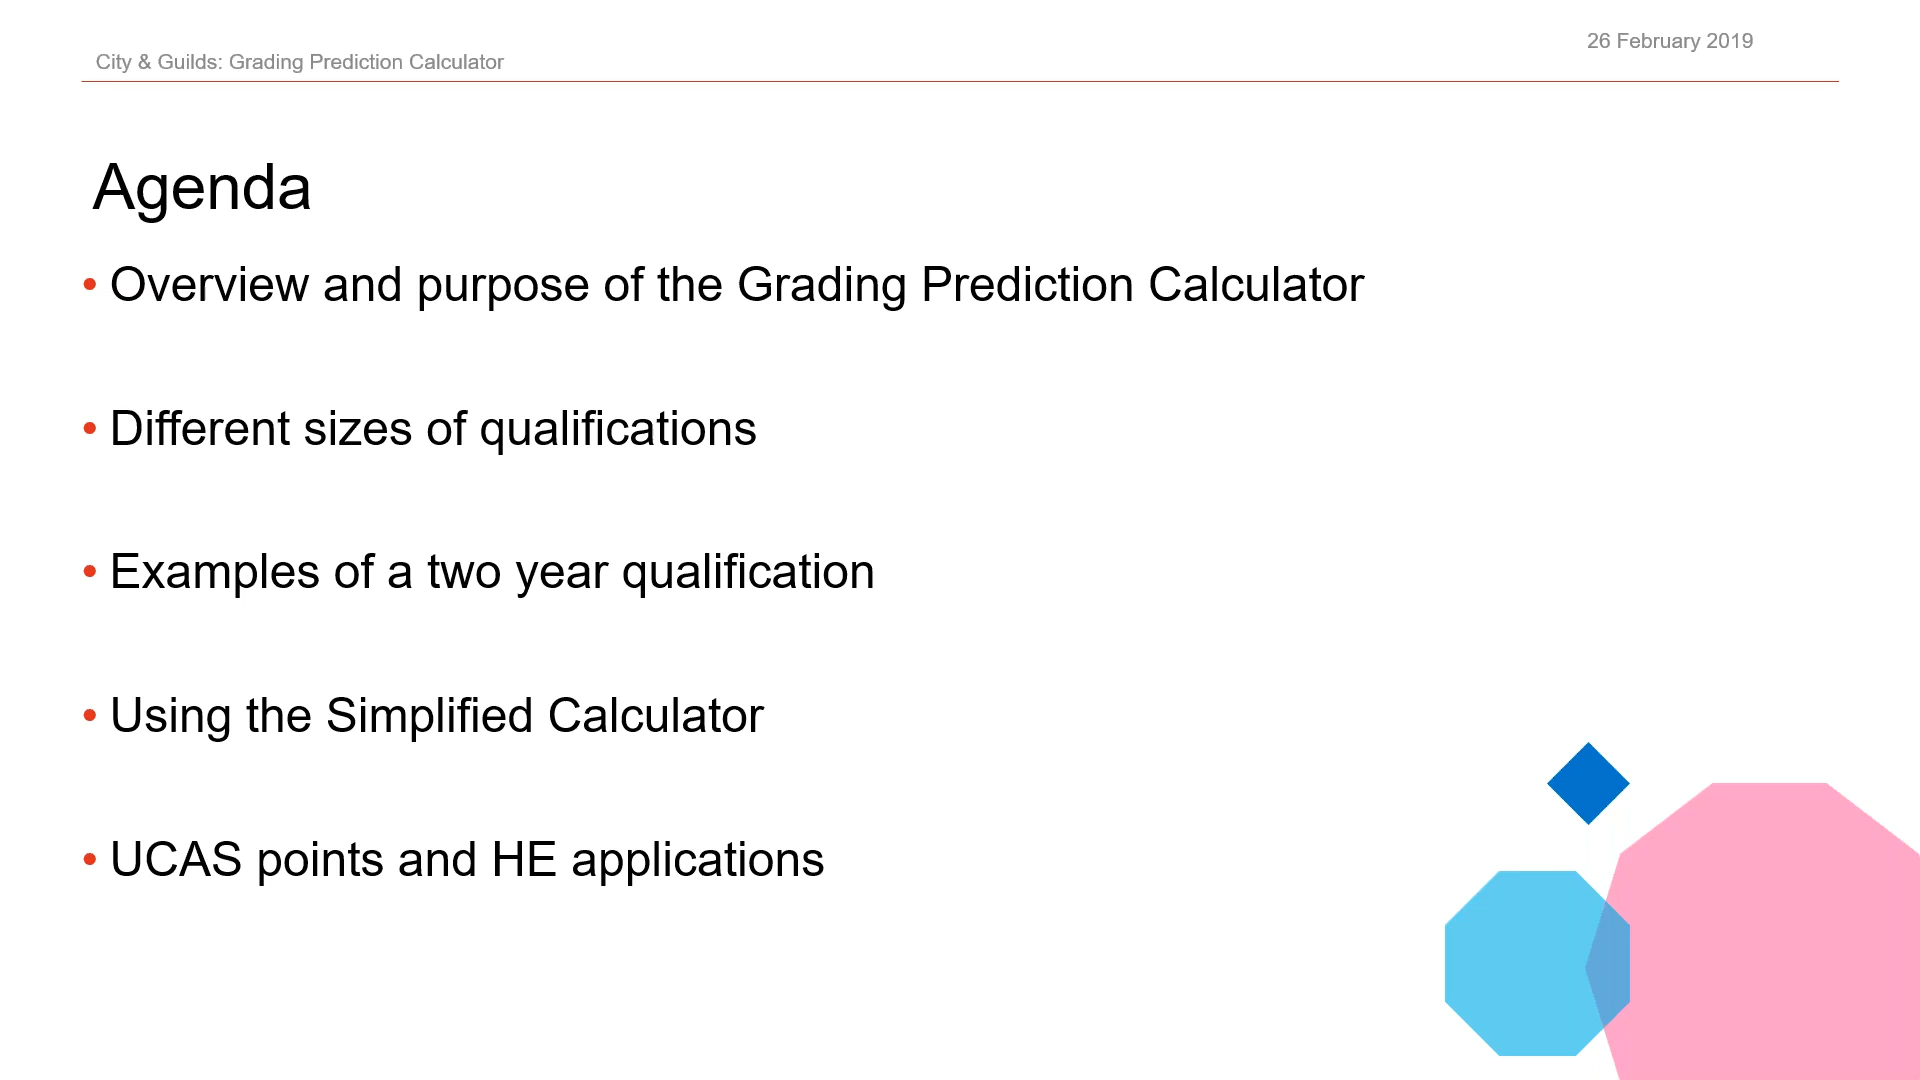 City & Guilds: Grading Prediction Calculator
26 February 2019
Agenda
• Overview and purpose of the Grading Prediction Calculator
• Different sizes of qualifications
• Examples of a two year qualification
• Using the Simplified Calculator
• UCAS points and HE applications